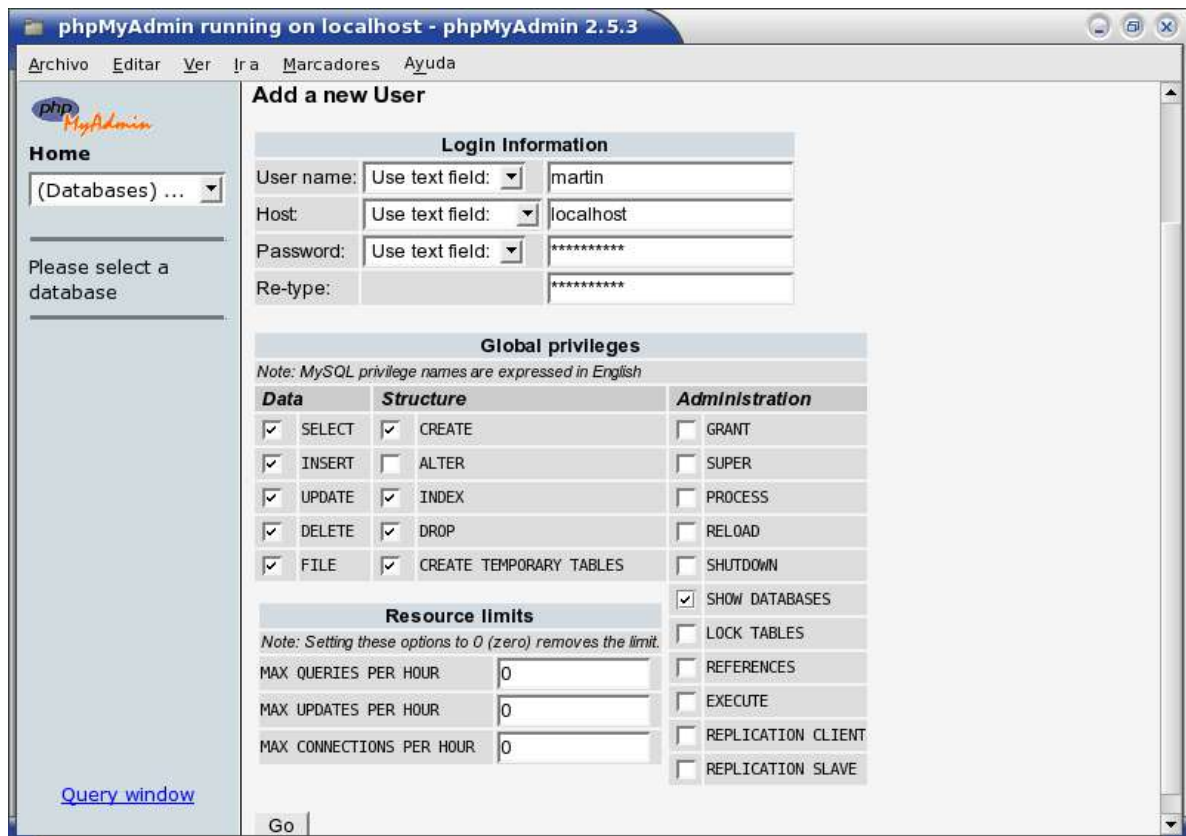 phpMyAdmin running on localhost - phpMyAdmin 2.5.3
Archivo Editar Ver Ir a Marcadores Ayuda
php
MyAdmin
Home
(Databases) ...
Please select a
database
Query window
Add a new User
Login Information
User name: Use text field: martin
Host: Use text field: localhost
Password: Use text field: **********
Re-type: **********
Global privileges
Note: MySQL privilege names are expressed in English
Data Structure Administration
SELECT CREATE GRANT
INSERT ALTER SUPER
UPDATE INDEX PROCESS
DELETE DROP RELOAD
FILE CREATE TEMPORARY TABLES SHUTDOWN
SHOW DATABASES
LOCK TABLES
REFERENCES
EXECUTE
REPLICATION CLIENT
REPLICATION SLAVE
Resource limits
Note: Setting these options to 0 (zero) removes the limit.
MAX QUERIES PER HOUR 0
MAX UPDATES PER HOUR 0
MAX CONNECTIONS PER HOUR 0
Go